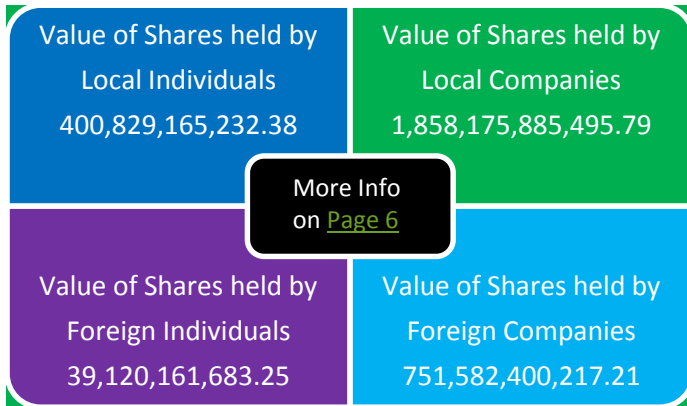 Value of Shares held by
Local Individuals
400,829,165,232.38
Value of Shares held by
Local Companies
1,858,175,885,495.79
More Info
on Page 6
Value of Shares held by
Foreign Individuals
39,120,161,683.25
Value of Shares held by
Foreign Companies
751,582,400,217.21